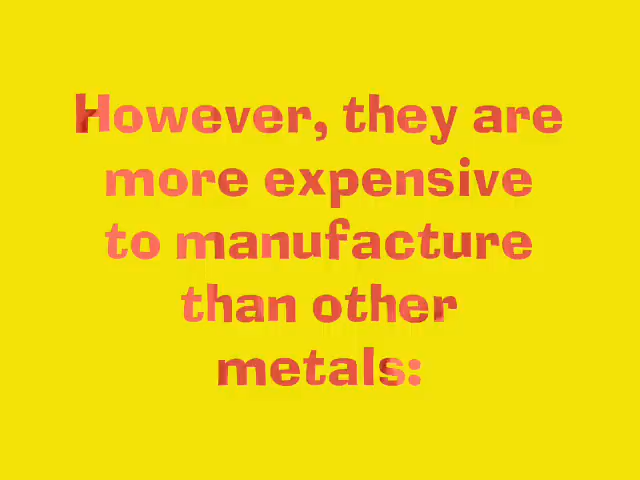 However, they are
more expensive
to manufacture
than other
metals: